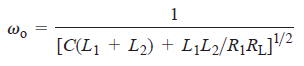 ω₀ = 1 / [C(L₁ + L₂) + L₁L₂/R₁R_L]^1/2